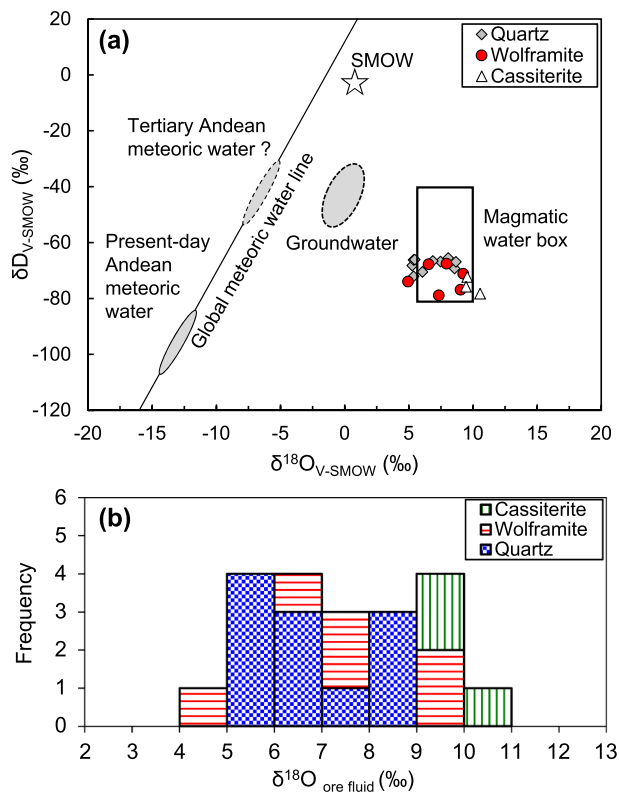 (a)
Quartz
Wolframite
Cassiterite
SMOW
Tertiary Andean
meteoric water ?
Global meteoric water line
Groundwater
Magmatic
water box
Present-day
Andean
meteoric
water
δD V-SMOW (‰)
20
0
-20
-40
-60
-80
-100
-120
-20 -15 -10 -5 0 5 10 15 20
δ¹⁸O V-SMOW (‰)
(b)
Cassiterite
Wolframite
Quartz
Frequency
6
5
4
3
2
1
0
2 3 4 5 6 7 8 9 10 11 12 13
δ¹⁸O ore fluid (‰)